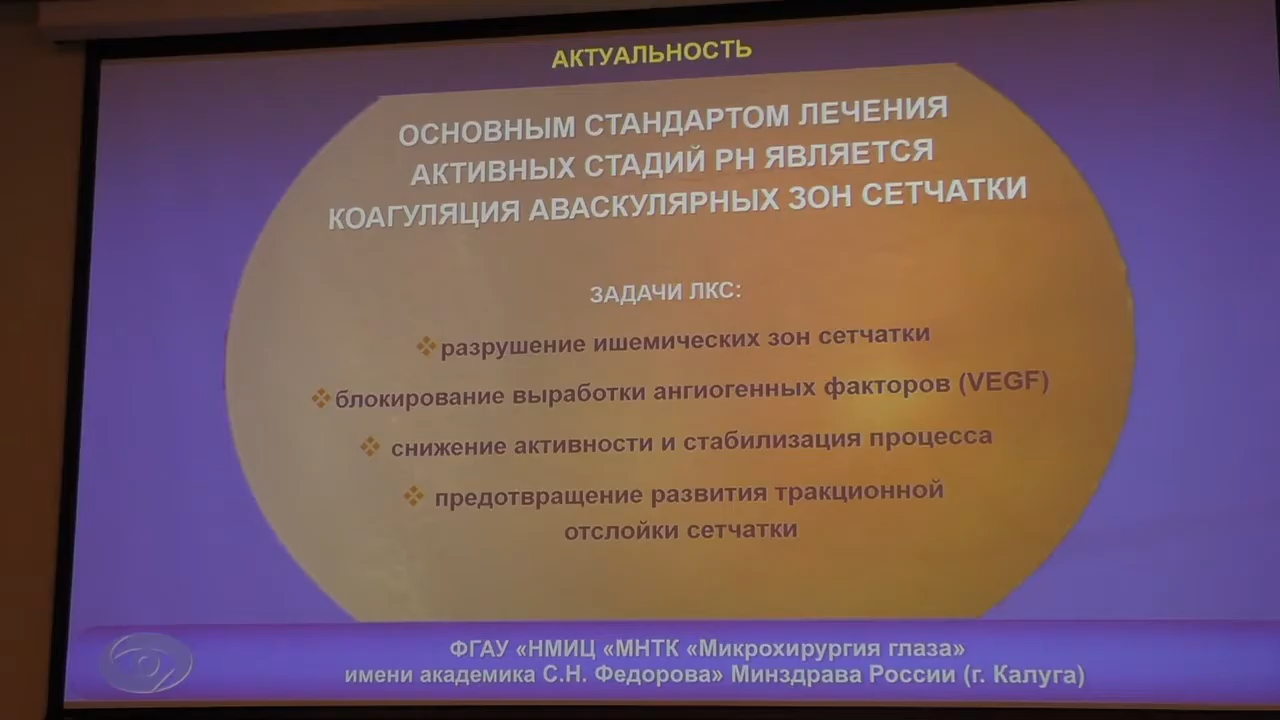 АКТУАЛЬНОСТЬ
ОСНОВНЫМ СТАНДАРТОМ ЛЕЧЕНИЯ
АКТИВНЫХ СТАДИЙ РН ЯВЛЯЕТСЯ
КОАГУЛЯЦИЯ АВАСКУЛЯРНЫХ ЗОН СЕТЧАТКИ
ЗАДАЧИ ЛКС:
разрушение ишемических зон сетчатки
блокирование выработки ангиогенных факторов (VEGF)
снижение активности и стабилизация процесса
предотвращение развития тракционной
отслойки сетчатки
ФГАУ «НМИЦ «МНТК «Микрохирургия глаза»
имени академика С.Н. Федорова» Минздрава России (г. Калуга)